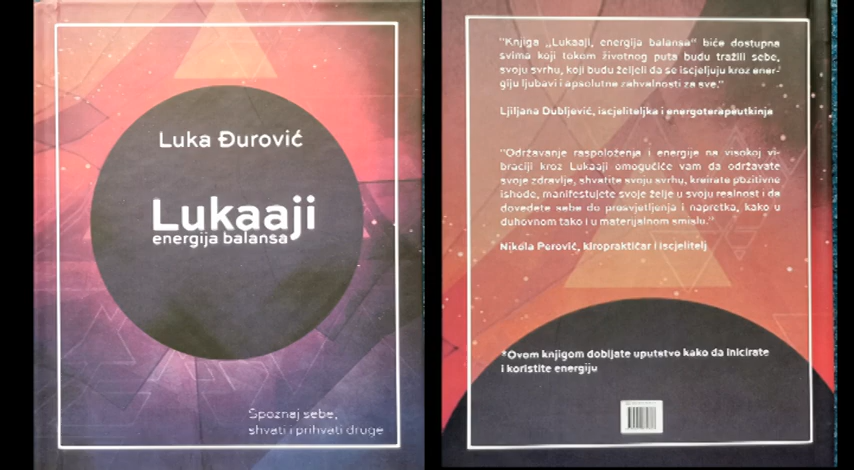 Luka Đurović
Lukaaji
energija balansa
Spoznaj sebe,
shvati i prihvati druge
"Knjiga „Lukaaji, energija balansa“ biće dostupna
svima koji tokom životnog puta budu tražili sebe,
svoju svrhu, koji budu željeli da se iscjeljuju kroz ener-
giju ljubavi i apsolutne zahvalnosti za sve."
Ljiljana Dubljević, iscjeliteljka i energoterapeutkinja
"Održavanje raspoloženja i energije na visokoj vi-
braciji kroz Lukaaji omogućiće vam da održavate
svoje zdravlje, shvatite svoju svrhu, kreirate pozitivne
ishode, manifestujete svoje želje u svoju realnost i da
dovedete sebe do prosvjetljenja i napretka, kako u
duhovnom tako i u materijalnom smislu."
Nikola Perović, kiropraktičar i iscjelitelj
*Ovom knjigom dobijate uputstvo kako da inicirate
i koristite energiju